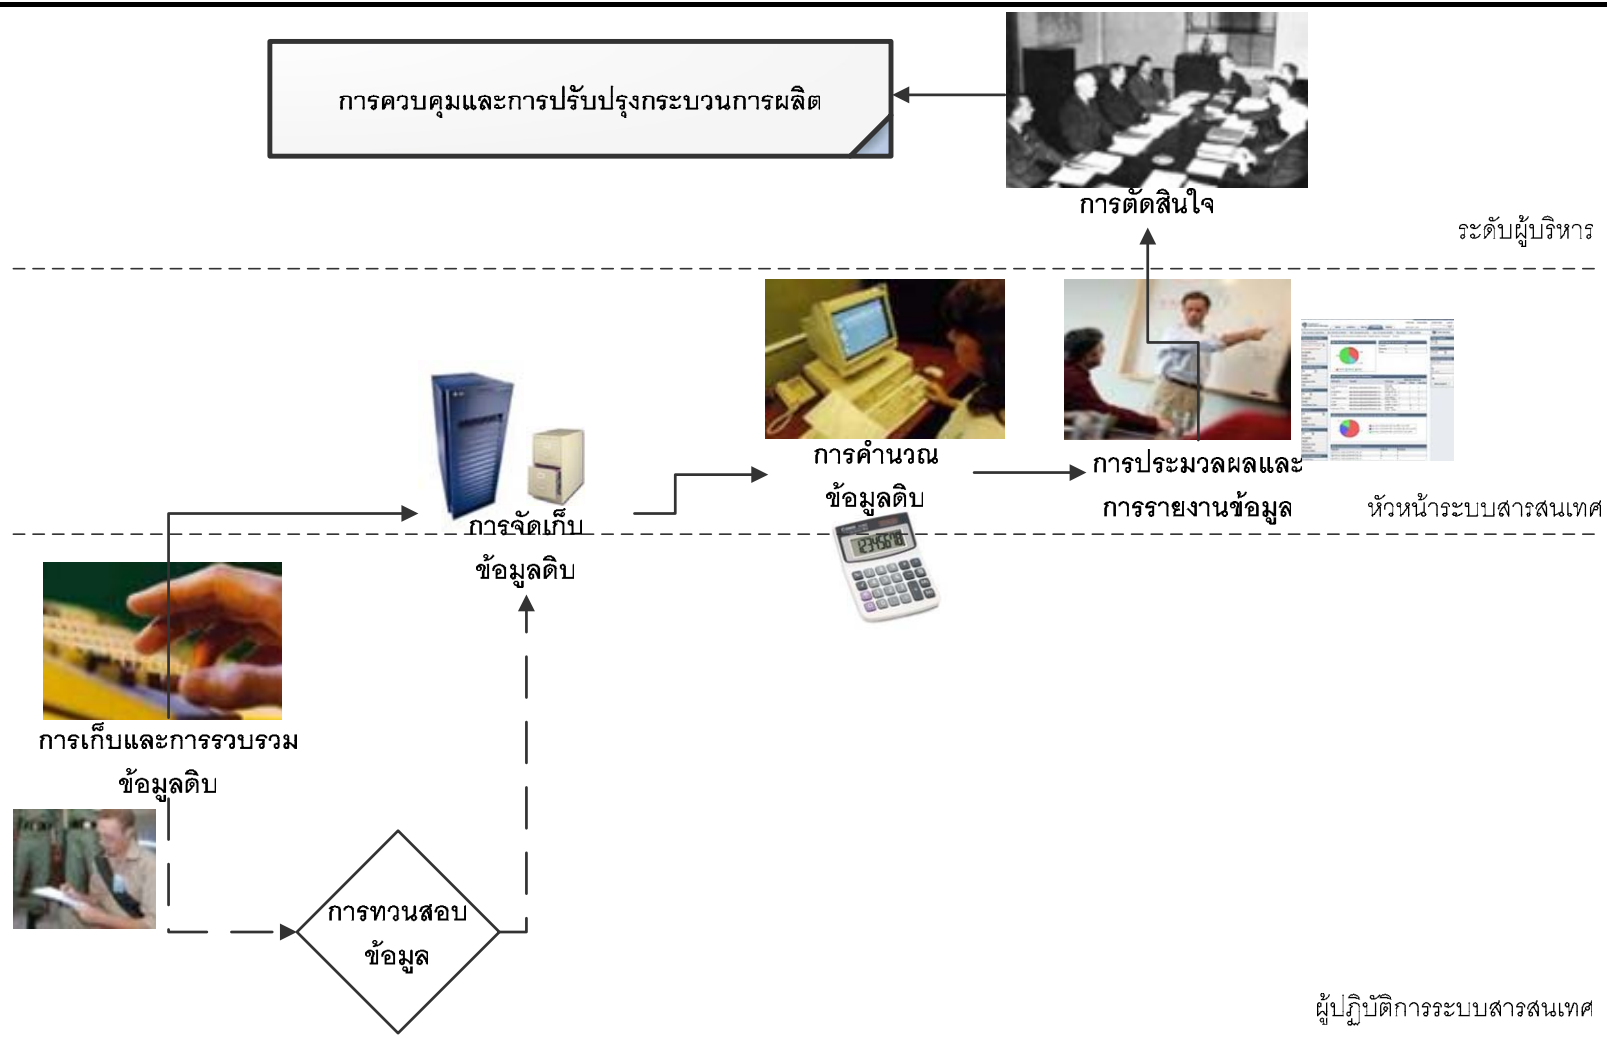 การควบคุมและการปรับปรุงกระบวนการผลิต
การตัดสินใจ
ระดับผู้บริหาร
การคำนวณ
ข้อมูลดิบ
การประมวลผลและ
การรายงานข้อมูล
หัวหน้าระบบสารสนเทศ
การจัดเก็บ
ข้อมูลดิบ
การเก็บและการรวบรวม
ข้อมูลดิบ
การทวนสอบ
ข้อมูล
ผู้ปฏิบัติการระบบสารสนเทศ